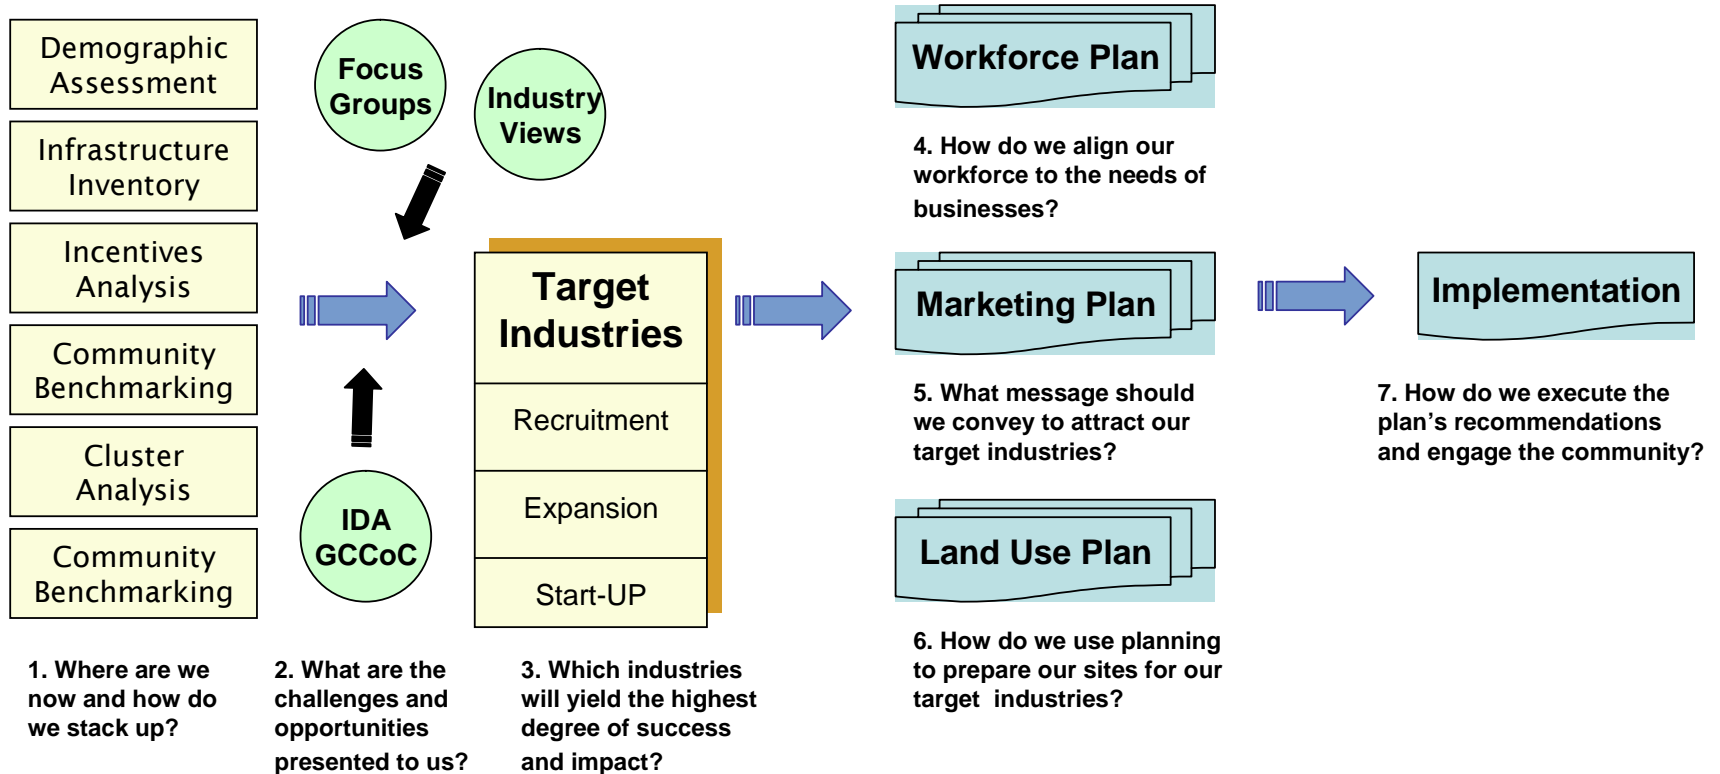 Demographic
Assessment
Infrastructure
Inventory
Incentives
Analysis
Community
Benchmarking
Cluster
Analysis
Community
Benchmarking
1. Where are we
now and how do
we stack up?
Focus
Groups
Industry
Views
IDA
GCCoC
2. What are the
challenges and
opportunities
presented to us?
Target
Industries
Recruitment
Expansion
Start-UP
3. Which industries
will yield the highest
degree of success
and impact?
Workforce Plan
4. How do we align our
workforce to the needs of
businesses?
Marketing Plan
5. What message should
we convey to attract our
target industries?
Land Use Plan
6. How do we use planning
to prepare our sites for our
target industries?
Implementation
7. How do we execute the
plan’s recommendations
and engage the community?